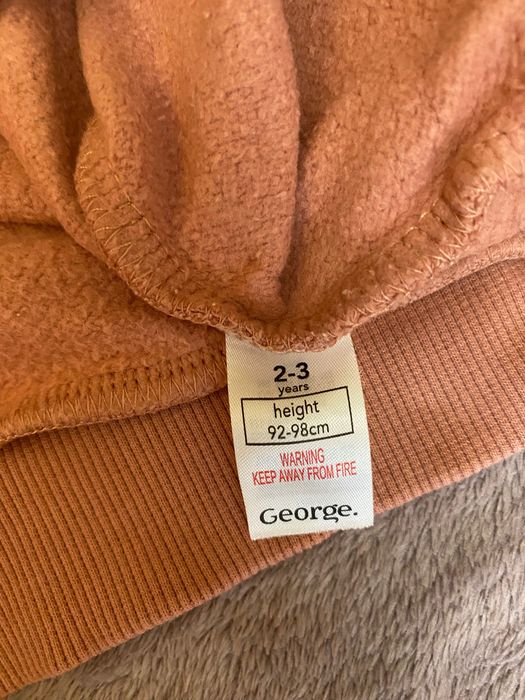 2-3
years
height
92-98cm
WARNING
KEEP AWAY FROM FIRE
George.